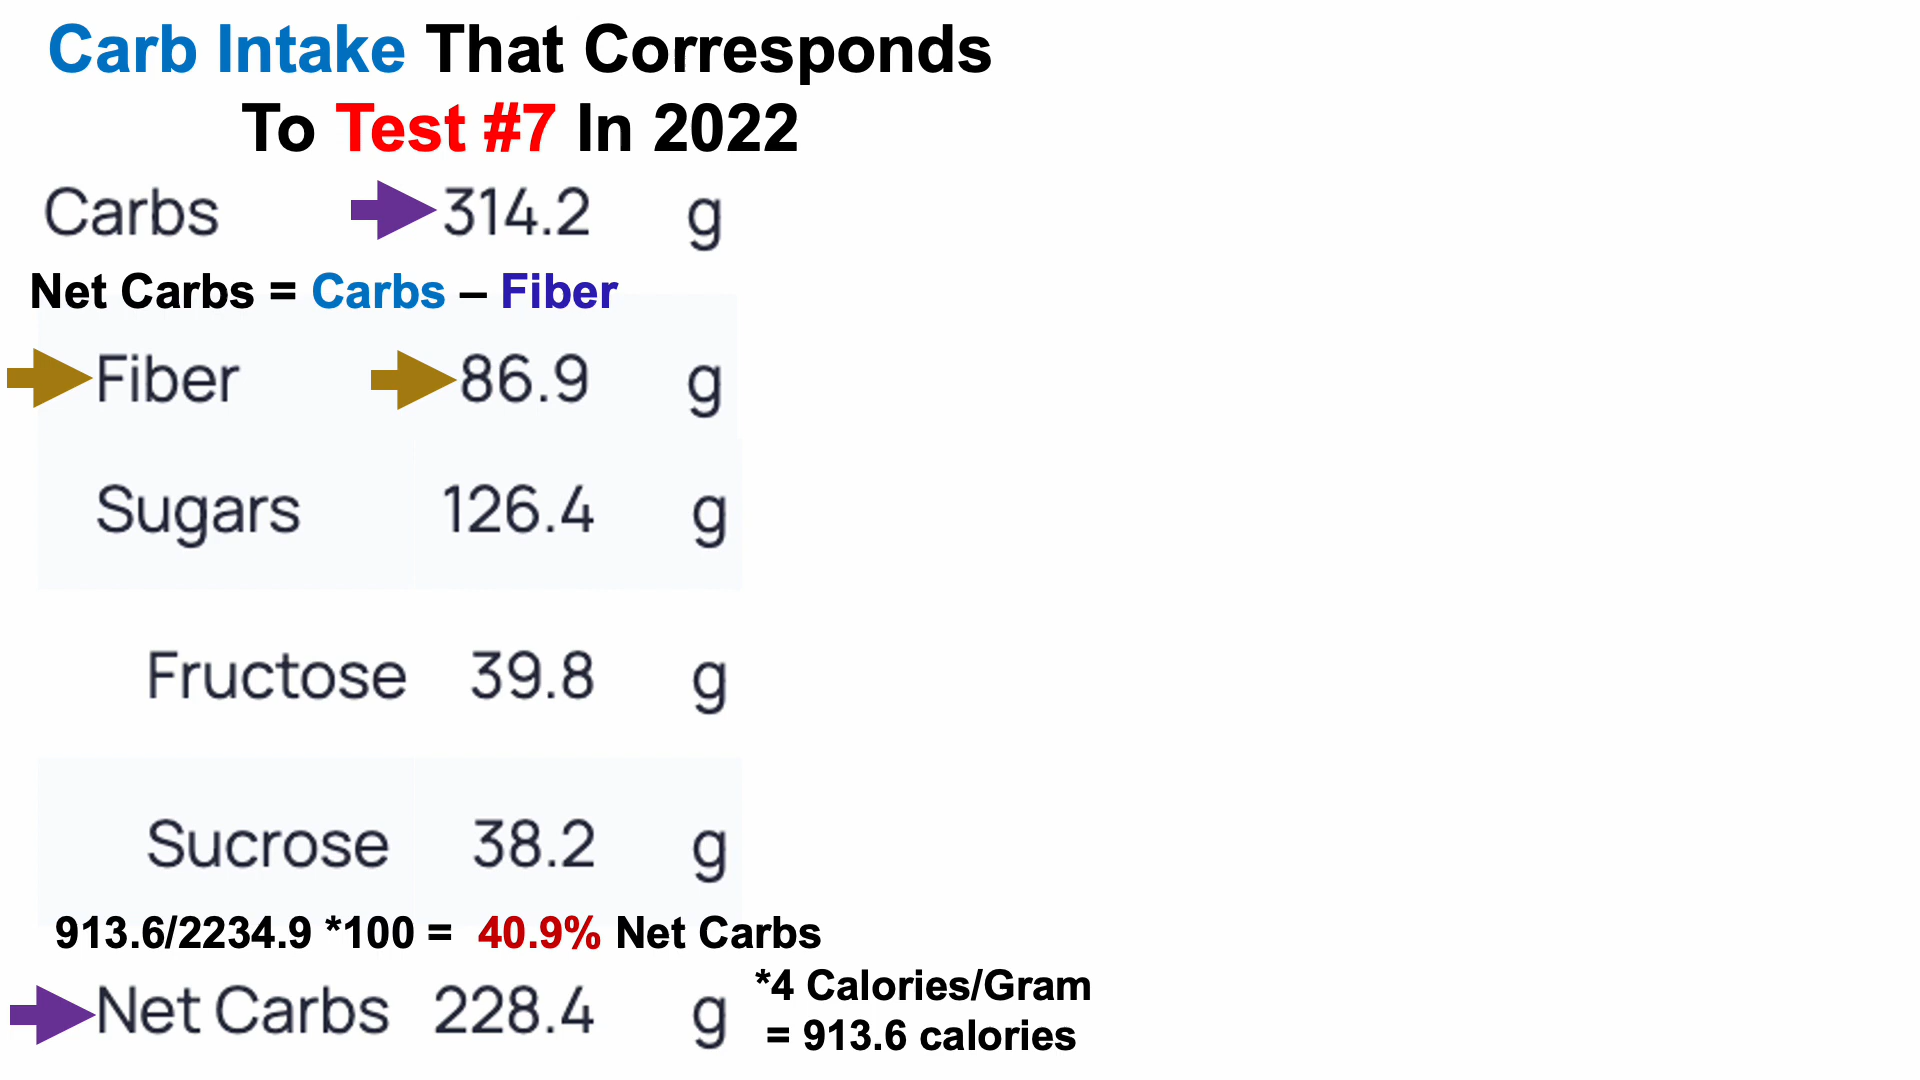 Carb Intake That Corresponds
To Test #7 In 2022
Carbs 314.2 g
Net Carbs = Carbs – Fiber
Fiber 86.9 g
Sugars 126.4 g
Fructose 39.8 g
Sucrose 38.2 g
913.6/2234.9 *100 = 40.9% Net Carbs
Net Carbs 228.4 g
*4 Calories/Gram
= 913.6 calories